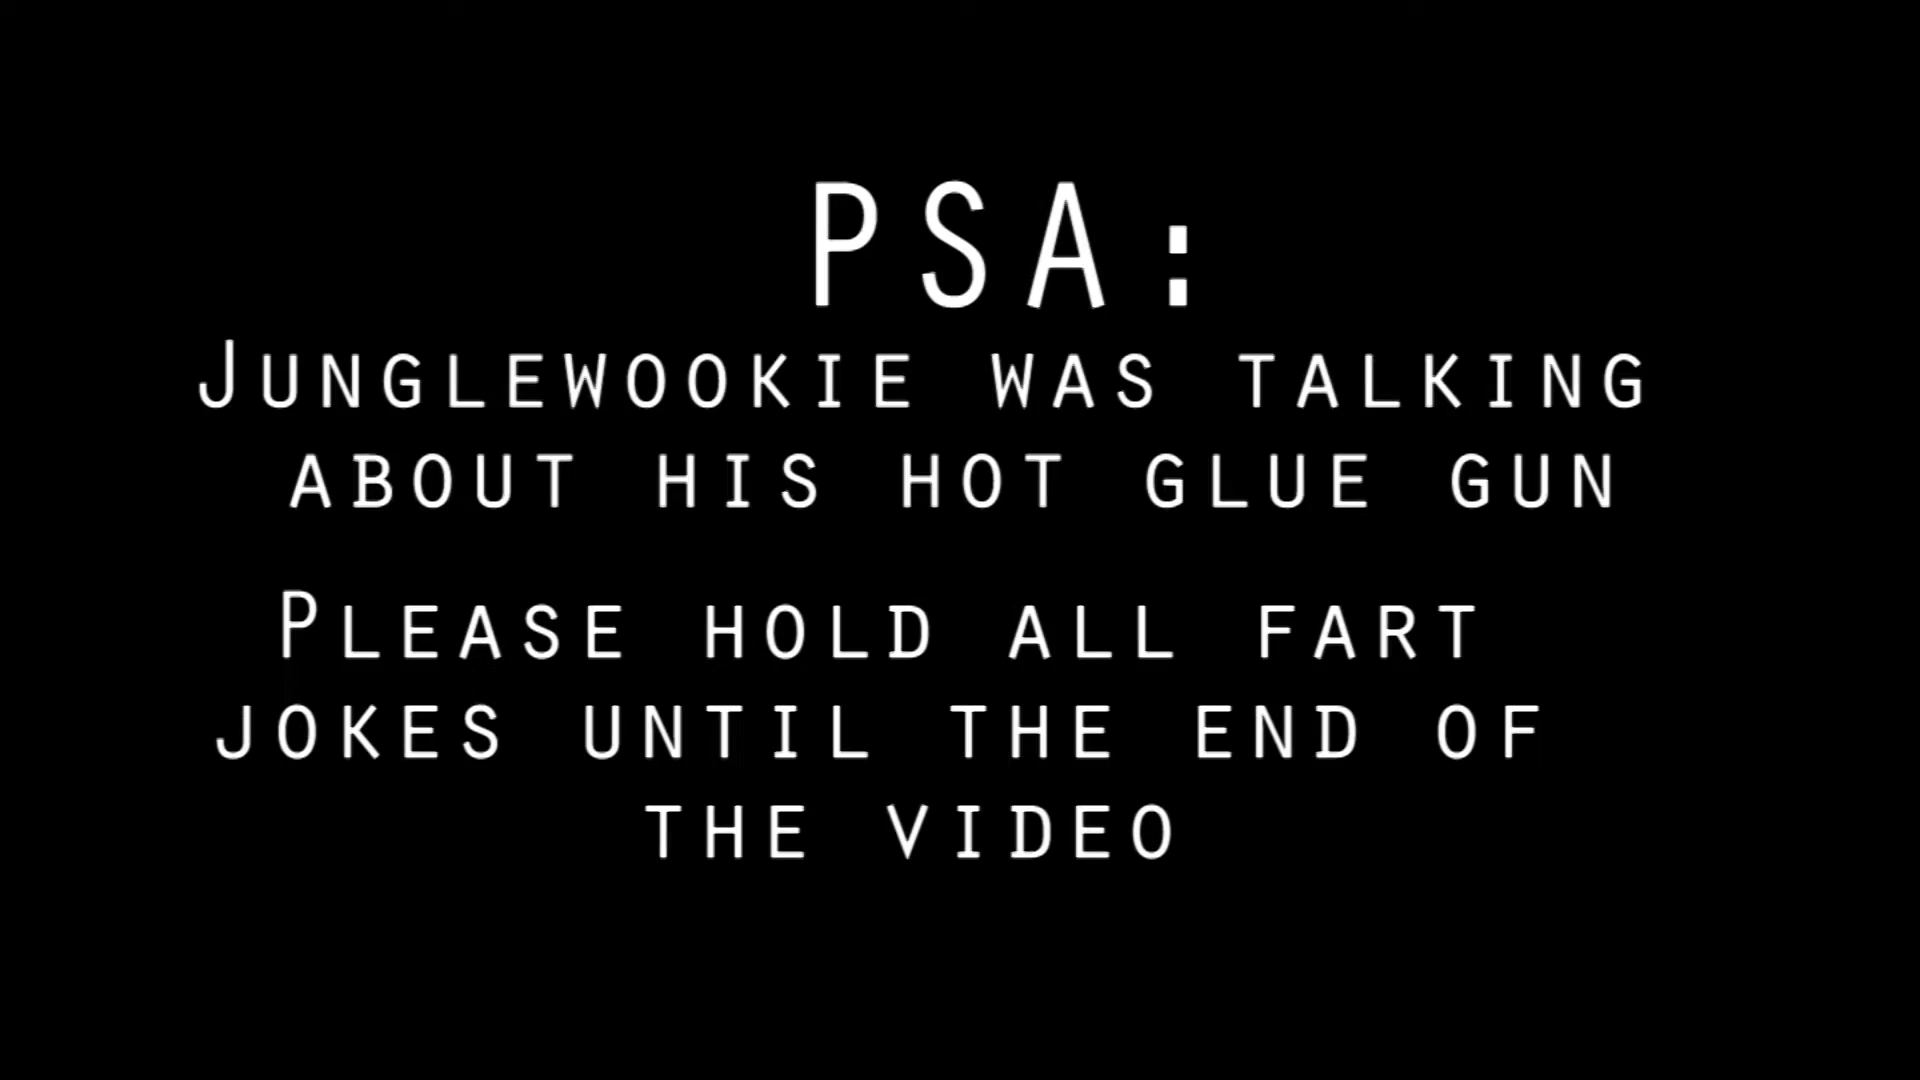 PSA:
Junglewookie was talking
about his hot glue gun
Please hold all fart
jokes until the end of
the video